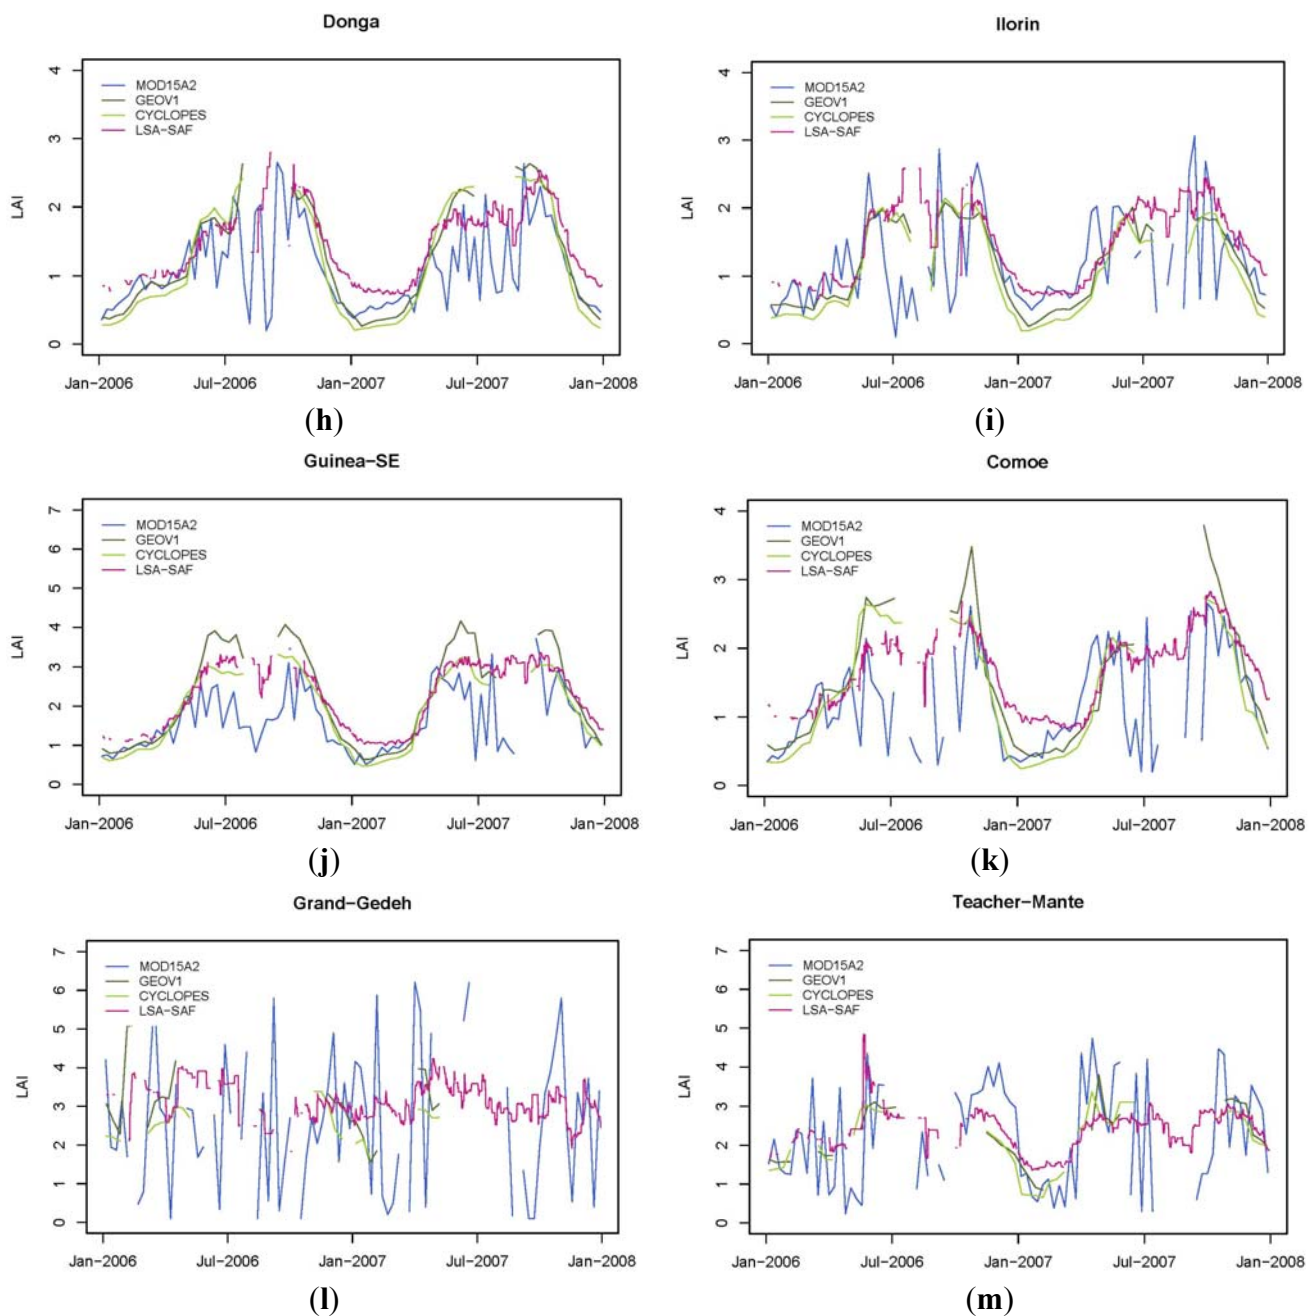 Donga
4
3
2
1
0
LAI
MOD15A2
GEOV1
CYCLOPES
LSA-SAF
Jan-2006 Jul-2006 Jan-2007 Jul-2007 Jan-2008
(h)
Ilorin
4
3
2
1
0
LAI
MOD15A2
GEOV1
CYCLOPES
LSA-SAF
Jan-2006 Jul-2006 Jan-2007 Jul-2007 Jan-2008
(i)
Guinea-SE
7
6
5
4
3
2
1
0
LAI
MOD15A2
GEOV1
CYCLOPES
LSA-SAF
Jan-2006 Jul-2006 Jan-2007 Jul-2007 Jan-2008
(j)
Comoe
4
3
2
1
0
LAI
MOD15A2
GEOV1
CYCLOPES
LSA-SAF
Jan-2006 Jul-2006 Jan-2007 Jul-2007 Jan-2008
(k)
Grand-Gedeh
7
6
5
4
3
2
1
0
LAI
MOD15A2
GEOV1
CYCLOPES
LSA-SAF
Jan-2006 Jul-2006 Jan-2007 Jul-2007 Jan-2008
(l)
Teacher-Mante
7
6
5
4
3
2
1
0
LAI
MOD15A2
GEOV1
CYCLOPES
LSA-SAF
Jan-2006 Jul-2006 Jan-2007 Jul-2007 Jan-2008
(m)